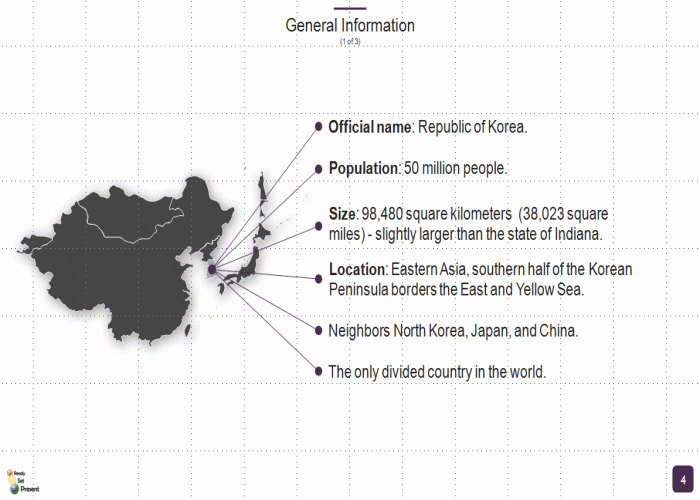 General Information
(1 of 3)
Official name: Republic of Korea.
Population: 50 million people.
Size: 98,480 square kilometers (38,023 square
miles) - slightly larger than the state of Indiana.
Location: Eastern Asia, southern half of the Korean
Peninsula borders the East and Yellow Sea.
Neighbors North Korea, Japan, and China.
The only divided country in the world.
Ready
Set
Present
4